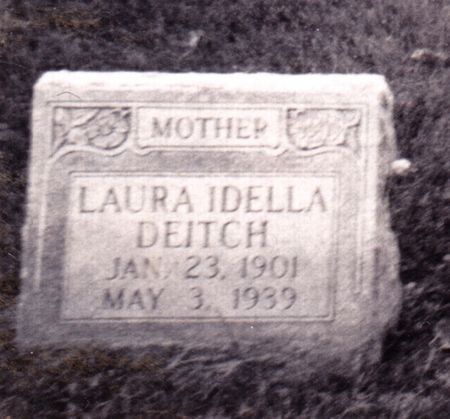 MOTHER
LAURA IDELLA
DEITCH
JAN. 23, 1901
MAY 3, 1939